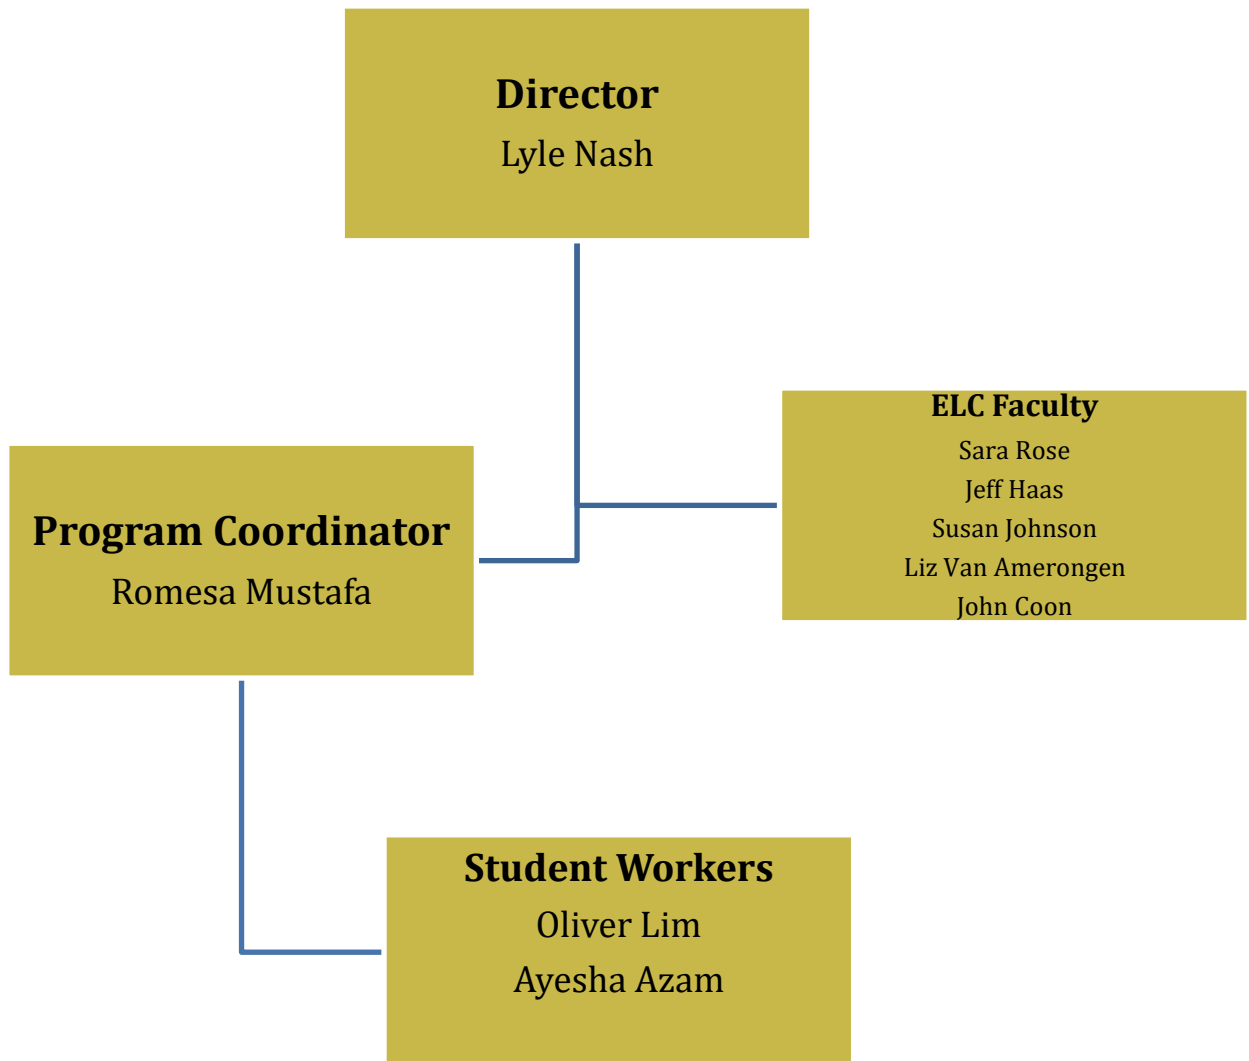 Director
Lyle Nash
ELC Faculty
Sara Rose
Jeff Haas
Susan Johnson
Liz Van Amerongen
John Coon
Program Coordinator
Romesa Mustafa
Student Workers
Oliver Lim
Ayesha Azam